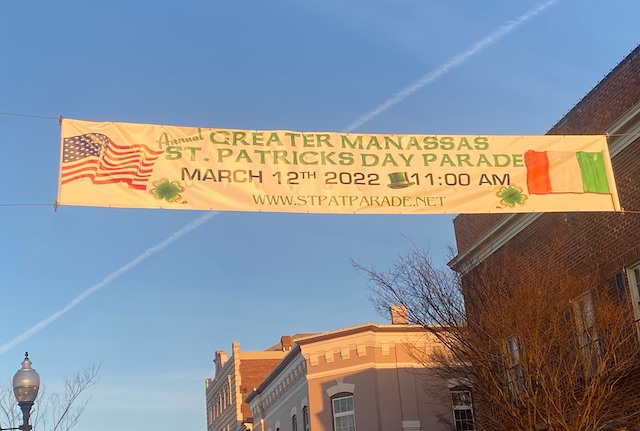 Annual GREATER MANASSAS
ST. PATRICKS DAY PARADE
MARCH 12TH 2022 11:00 AM
WWW.STPATPARADE.NET